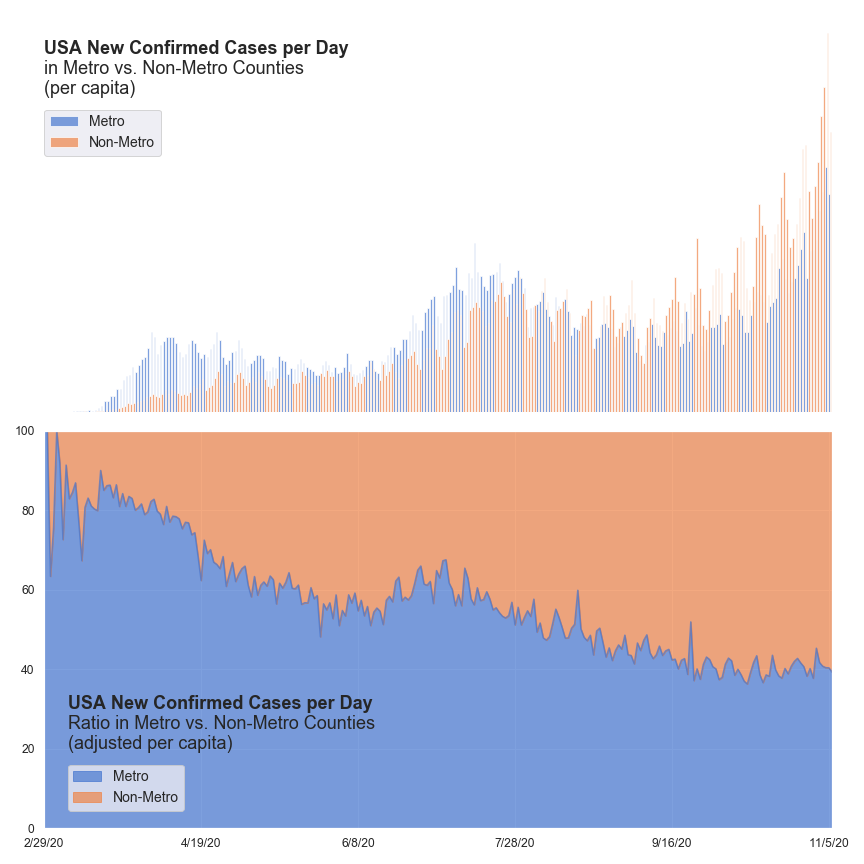 USA New Confirmed Cases per Day
in Metro vs. Non-Metro Counties
(per capita)
Metro
Non-Metro
100
80
60
40
20
0
USA New Confirmed Cases per Day
Ratio in Metro vs. Non-Metro Counties
(adjusted per capita)
Metro
Non-Metro
2/29/20 4/19/20 6/8/20 7/28/20 9/16/20 11/5/20